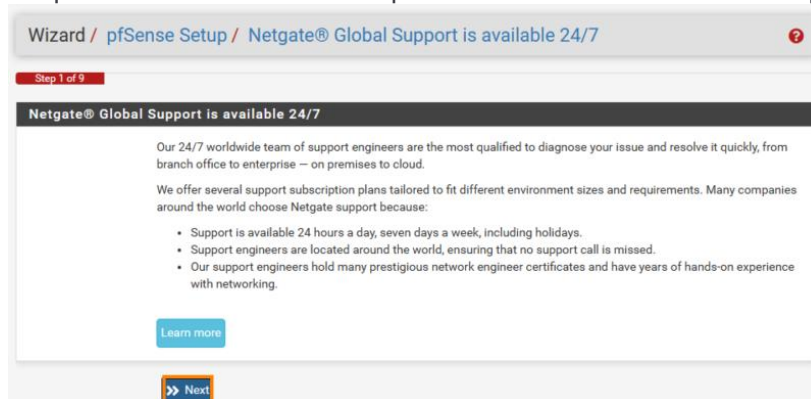 Wizard / pfSense Setup / Netgate® Global Support is available 24/7
Step 1 of 9
Netgate® Global Support is available 24/7
Our 24/7 worldwide team of support engineers are the most qualified to diagnose your issue and resolve it quickly, from
branch office to enterprise — on premises to cloud.
We offer several support subscription plans tailored to fit different environment sizes and requirements. Many companies
around the world choose Netgate support because:
• Support is available 24 hours a day, seven days a week, including holidays.
• Support engineers are located around the world, ensuring that no support call is missed.
• Our support engineers hold many prestigious network engineer certificates and have years of hands-on experience
with networking.
Learn more
Next